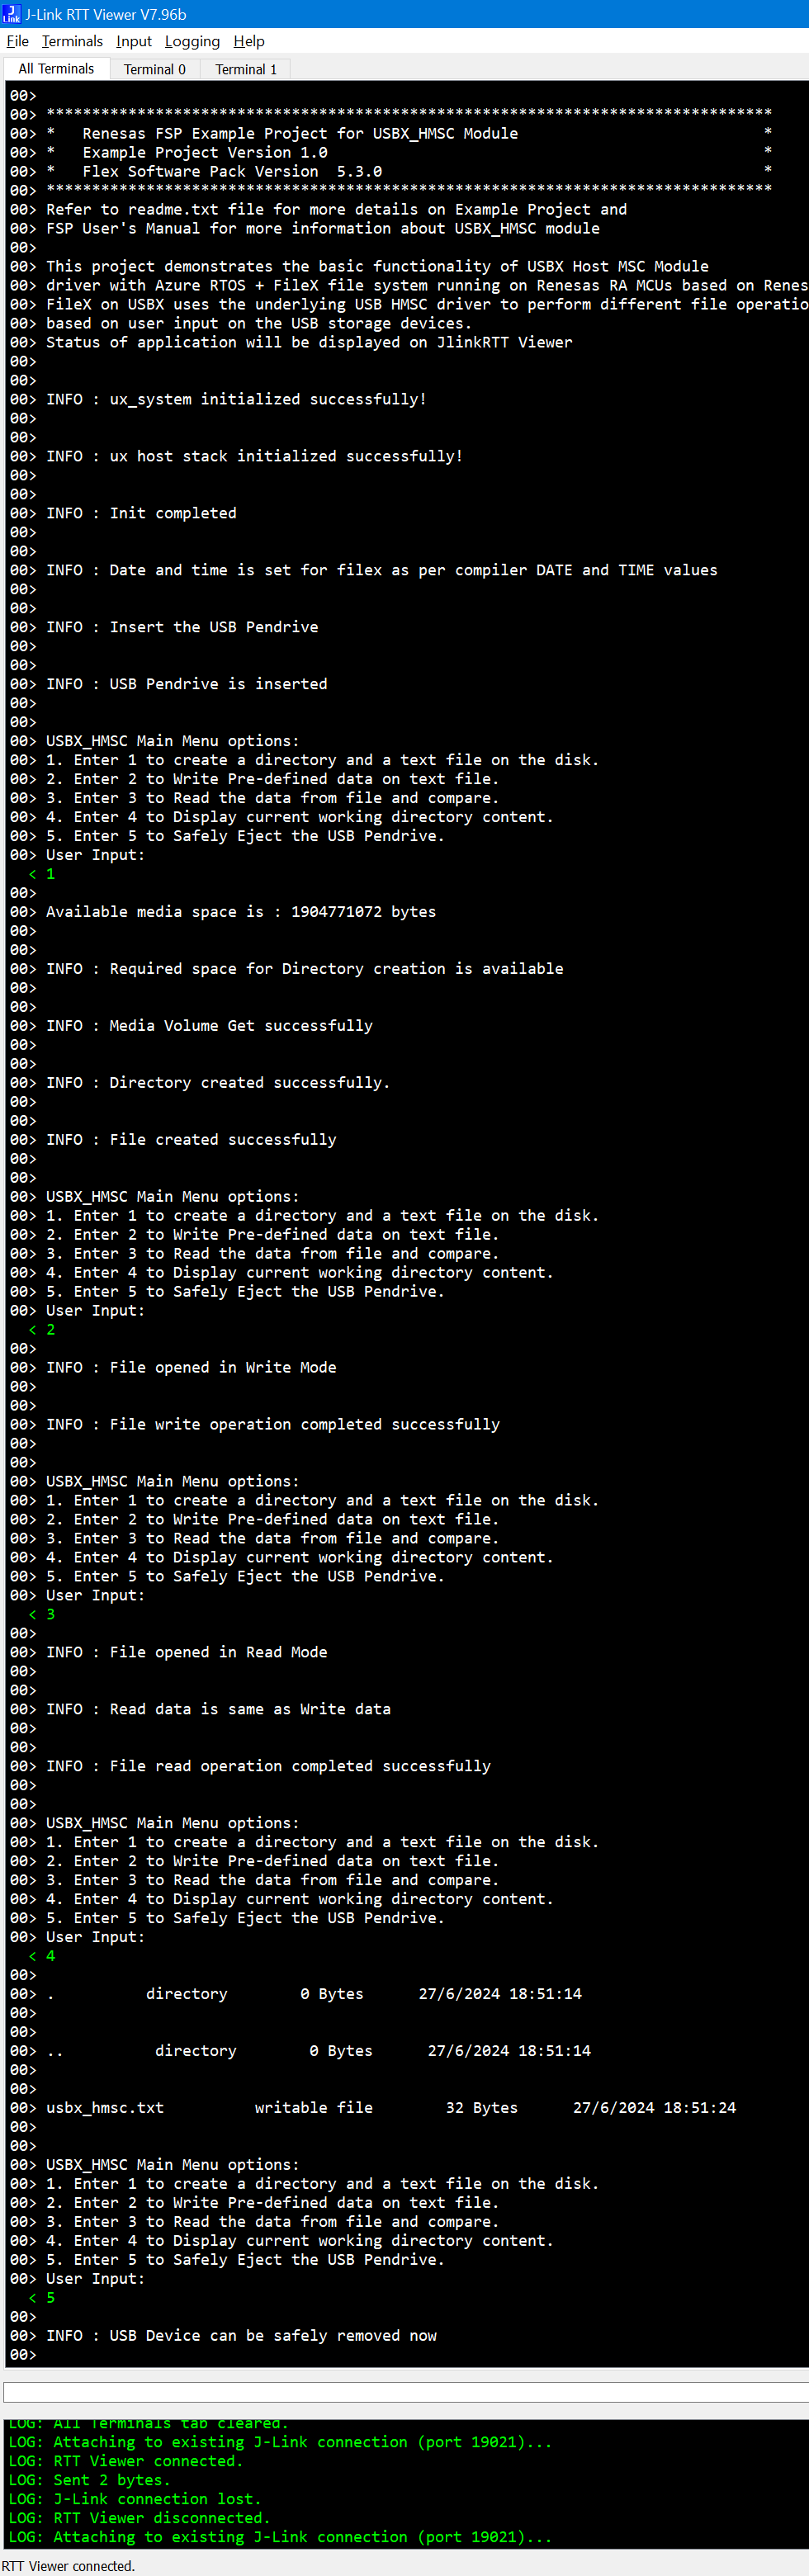 J-Link RTT Viewer V7.96b
File Terminals Input Logging Help
All Terminals Terminal 0 Terminal 1
00>
00> ********************************************************************************
00> *   Renesas FSP Example Project for USBX_HMSC Module                           *
00> *   Example Project Version 1.0                                                *
00> *   Flex Software Pack Version  5.3.0                                          *
00> ********************************************************************************
00> Refer to readme.txt file for more details on Example Project and
00> FSP User's Manual for more information about USBX_HMSC module
00>
00> This project demonstrates the basic functionality of USBX Host MSC Module
00> driver with Azure RTOS + FileX file system running on Renesas RA MCUs based on Renes
00> FileX on USBX uses the underlying USB HMSC driver to perform different file operatio
00> based on user input on the USB storage devices.
00> Status of application will be displayed on JlinkRTT Viewer
00>
00>
00> INFO : ux_system initialized successfully!
00>
00>
00> INFO : ux host stack initialized successfully!
00>
00>
00> INFO : Init completed
00>
00>
00> INFO : Date and time is set for filex as per compiler DATE and TIME values
00>
00>
00> INFO : Insert the USB Pendrive
00>
00>
00> INFO : USB Pendrive is inserted
00>
00>
00> USBX_HMSC Main Menu options:
00> 1. Enter 1 to create a directory and a text file on the disk.
00> 2. Enter 2 to Write Pre-defined data on text file.
00> 3. Enter 3 to Read the data from file and compare.
00> 4. Enter 4 to Display current working directory content.
00> 5. Enter 5 to Safely Eject the USB Pendrive.
00> User Input:
< 1
00>
00> Available media space is : 1904771072 bytes
00>
00>
00> INFO : Required space for Directory creation is available
00>
00>
00> INFO : Media Volume Get successfully
00>
00>
00> INFO : Directory created successfully.
00>
00>
00> INFO : File created successfully
00>
00>
00> USBX_HMSC Main Menu options:
00> 1. Enter 1 to create a directory and a text file on the disk.
00> 2. Enter 2 to Write Pre-defined data on text file.
00> 3. Enter 3 to Read the data from file and compare.
00> 4. Enter 4 to Display current working directory content.
00> 5. Enter 5 to Safely Eject the USB Pendrive.
00> User Input:
< 2
00>
00> INFO : File opened in Write Mode
00>
00>
00> INFO : File write operation completed successfully
00>
00>
00> USBX_HMSC Main Menu options:
00> 1. Enter 1 to create a directory and a text file on the disk.
00> 2. Enter 2 to Write Pre-defined data on text file.
00> 3. Enter 3 to Read the data from file and compare.
00> 4. Enter 4 to Display current working directory content.
00> 5. Enter 5 to Safely Eject the USB Pendrive.
00> User Input:
< 3
00>
00> INFO : File opened in Read Mode
00>
00>
00> INFO : Read data is same as Write data
00>
00>
00> INFO : File read operation completed successfully
00>
00>
00> USBX_HMSC Main Menu options:
00> 1. Enter 1 to create a directory and a text file on the disk.
00> 2. Enter 2 to Write Pre-defined data on text file.
00> 3. Enter 3 to Read the data from file and compare.
00> 4. Enter 4 to Display current working directory content.
00> 5. Enter 5 to Safely Eject the USB Pendrive.
00> User Input:
< 4
00>
00> .          directory        0 Bytes      27/6/2024 18:51:14
00>
00>
00> ..          directory        0 Bytes      27/6/2024 18:51:14
00>
00>
00> usbx_hmsc.txt          writable file        32 Bytes      27/6/2024 18:51:24
00>
00>
00> USBX_HMSC Main Menu options:
00> 1. Enter 1 to create a directory and a text file on the disk.
00> 2. Enter 2 to Write Pre-defined data on text file.
00> 3. Enter 3 to Read the data from file and compare.
00> 4. Enter 4 to Display current working directory content.
00> 5. Enter 5 to Safely Eject the USB Pendrive.
00> User Input:
< 5
00>
00> INFO : USB Device can be safely removed now
00>
LOG: All Terminals tab cleared.
LOG: Attaching to existing J-Link connection (port 19021)...
LOG: RTT Viewer connected.
LOG: Sent 2 bytes.
LOG: J-Link connection lost.
LOG: RTT Viewer disconnected.
LOG: Attaching to existing J-Link connection (port 19021)...
RTT Viewer connected.